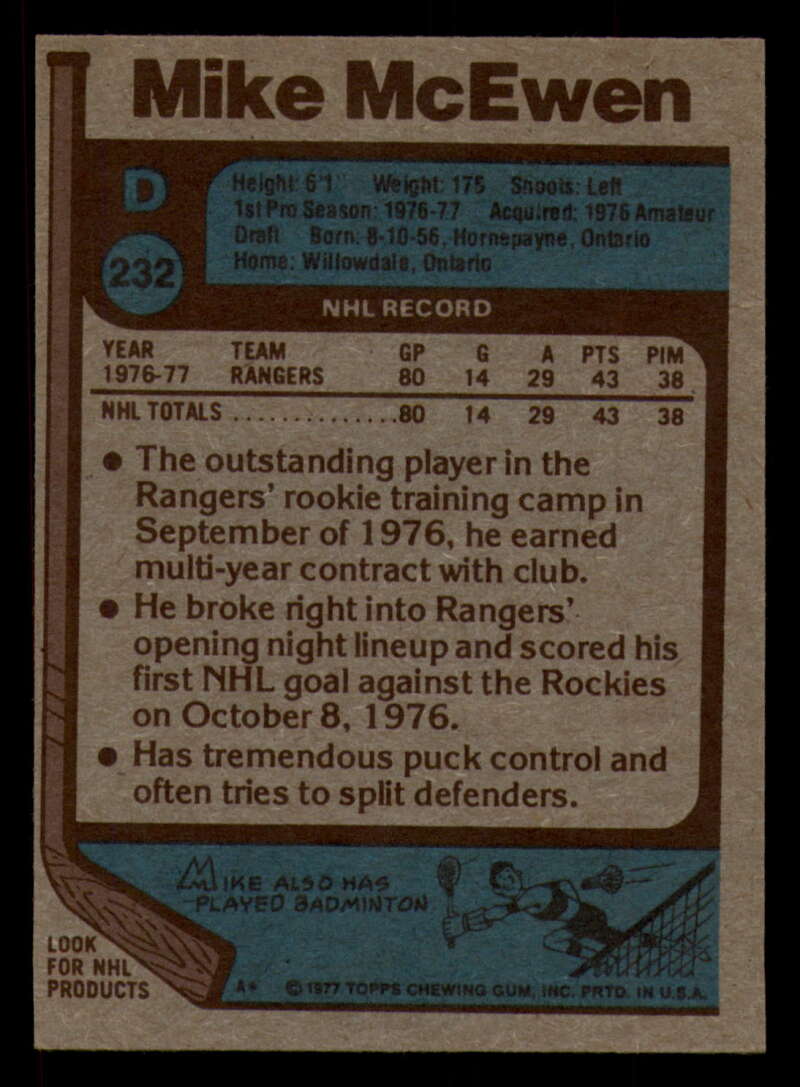 Mike McEwen
D
232
Height: 6'1" Weight: 175 Shoots: Left
1st Pro Season: 1976-77 Acquired: 1976 Amateur
Draft Born: 8-10-56, Hornepayne, Ontario
Home: Willowdale, Ontario
NHL RECORD
YEAR TEAM GP G A PTS PIM
1976-77 RANGERS 80 14 29 43 38
NHL TOTALS ...............80 14 29 43 38
• The outstanding player in the
Rangers' rookie training camp in
September of 1976, he earned
multi-year contract with club.
• He broke right into Rangers'
opening night lineup and scored his
first NHL goal against the Rockies
on October 8, 1976.
• Has tremendous puck control and
often tries to split defenders.
MIKE ALSO HAS
PLAYED BADMINTON
LOOK
FOR NHL
PRODUCTS
A* © 1977 TOPPS CHEWING GUM, INC. PRTD. IN U.S.A.